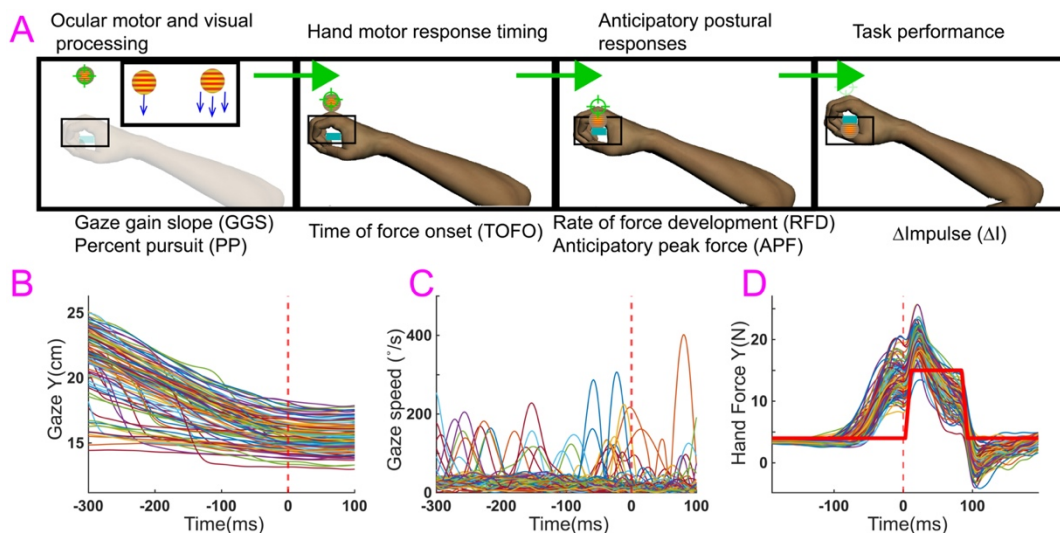 A
Ocular motor and visual
processing
Hand motor response timing
Anticipatory postural
responses
Task performance
Gaze gain slope (GGS)
Percent pursuit (PP)
Time of force onset (TOFO)
Rate of force development (RFD)
Anticipatory peak force (APF)
ΔImpulse (ΔI)
B
Gaze Y(cm)
25
20
15
-300
-200
-100
0
100
Time(ms)
C
Gaze speed (°/s)
400
200
0
-300
-200
-100
0
100
Time(ms)
D
Hand Force Y(N)
20
10
0
-100
0
100
Time(ms)